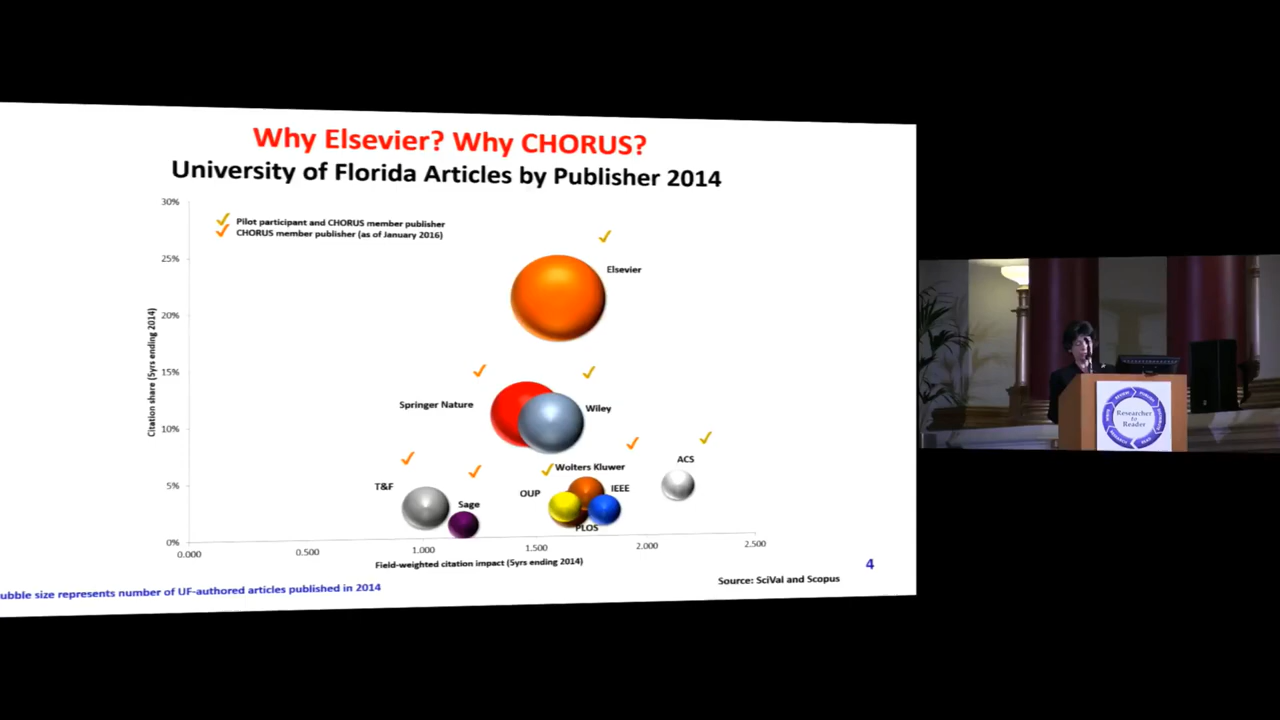 Why Elsevier? Why CHORUS?
University of Florida Articles by Publisher 2014
30%
25%
20%
15%
10%
5%
0%
Citation share (5yrs ending 2014)
Pilot participant and CHORUS member publisher
CHORUS member publisher (as of January 2016)
Elsevier
Springer Nature
Wiley
ACS
Wolters Kluwer
T&F
OUP
IEEE
Sage
PLOS
0.000
0.500
1.000
1.500
2.000
2.500
Field-weighted citation impact (5yrs ending 2014)
4
Source: SciVal and Scopus
ubble size represents number of UF-authored articles published in 2014
Researcher
to
Reader